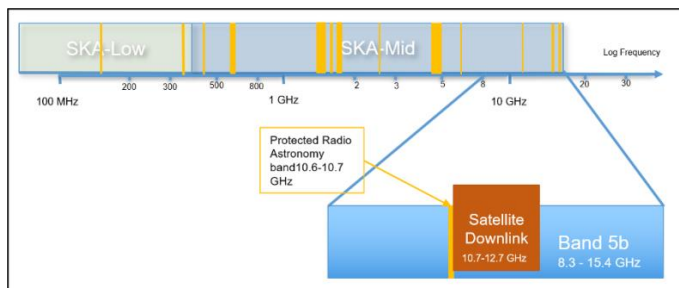 SKA-Low
SKA-Mid
Log Frequency
100 MHz
200
300
500
800
1 GHz
2
3
5
8
10 GHz
20
30
Protected Radio
Astronomy
band10.6-10.7
GHz
Satellite
Downlink
10.7-12.7 GHz
Band 5b
8.3 - 15.4 GHz